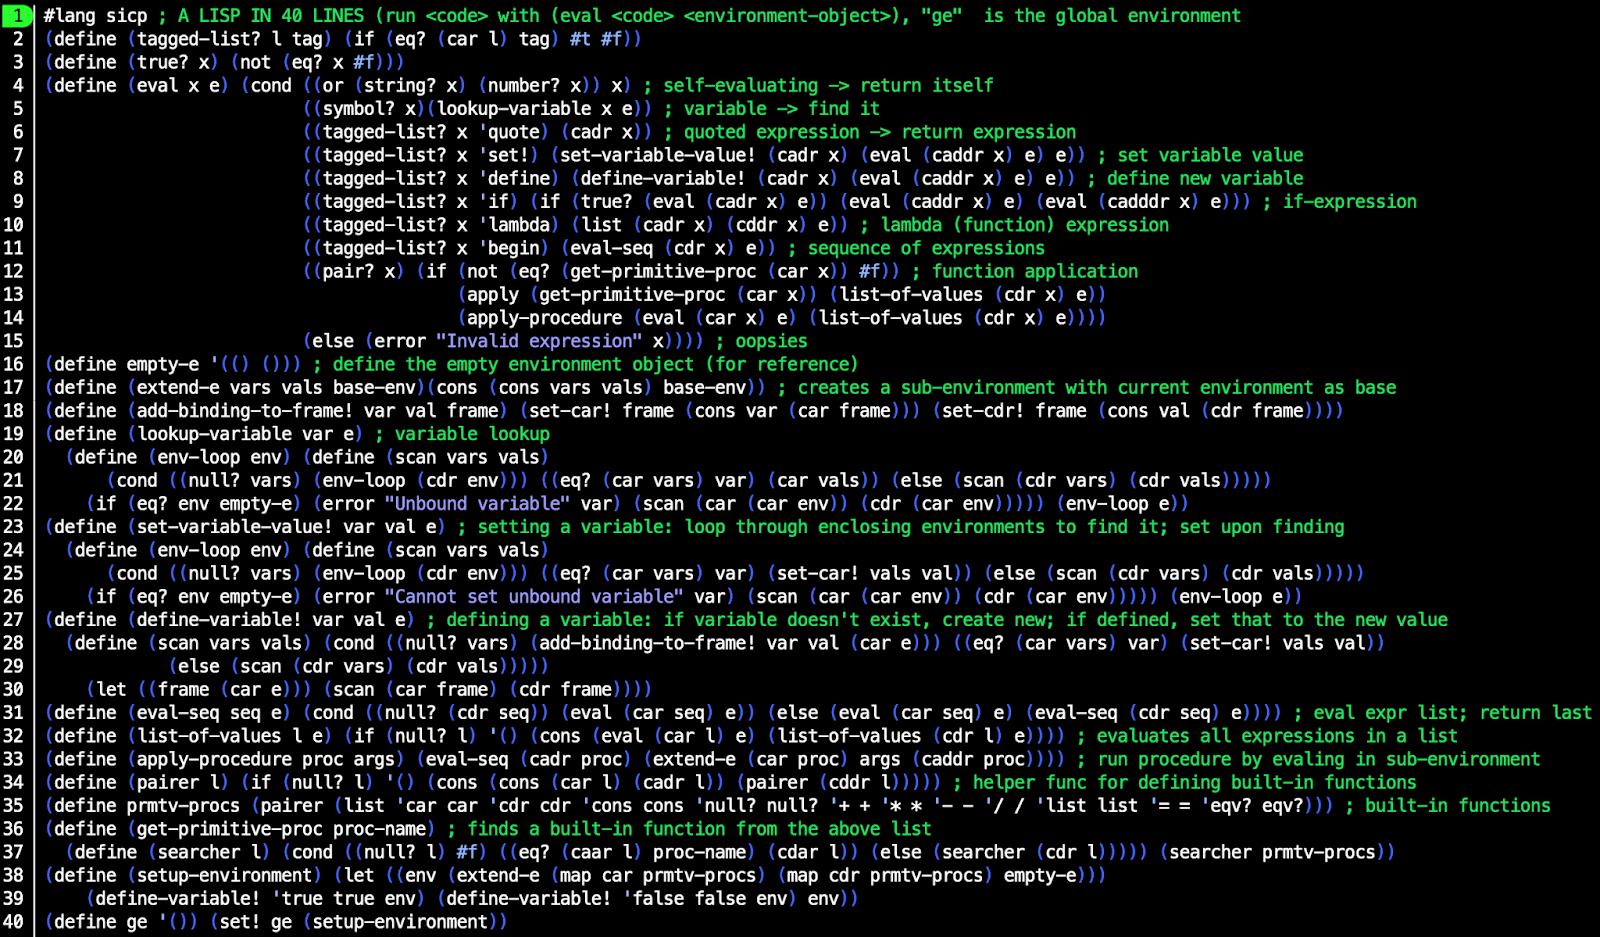 1 #lang sicp ; A LISP IN 40 LINES (run <code> with (eval <code> <environment-object>), "ge"  is the global environment
2 (define (tagged-list? l tag) (if (eq? (car l) tag) #t #f))
3 (define (true? x) (not (eq? x #f)))
4 (define (eval x e) (cond ((or (string? x) (number? x)) x) ; self-evaluating -> return itself
5                          ((symbol? x)(lookup-variable x e)) ; variable -> find it
6                          ((tagged-list? x 'quote) (cadr x)) ; quoted expression -> return expression
7                          ((tagged-list? x 'set!) (set-variable-value! (cadr x) (eval (caddr x) e) e)) ; set variable value
8                          ((tagged-list? x 'define) (define-variable! (cadr x) (eval (caddr x) e) e)) ; define new variable
9                          ((tagged-list? x 'if) (if (true? (eval (cadr x) e)) (eval (caddr x) e) (eval (cadddr x) e))) ; if-expression
10                          ((tagged-list? x 'lambda) (list (cadr x) (cddr x) e)) ; lambda (function) expression
11                          ((tagged-list? x 'begin) (eval-seq (cdr x) e)) ; sequence of expressions
12                          ((pair? x) (if (not (eq? (get-primitive-proc (car x)) #f)) ; function application
13                                         (apply (get-primitive-proc (car x)) (list-of-values (cdr x) e))
14                                         (apply-procedure (eval (car x) e) (list-of-values (cdr x) e))))
15                          (else (error "Invalid expression" x)))) ; oopsies
16 (define empty-e '(() ())) ; define the empty environment object (for reference)
17 (define (extend-e vars vals base-env)(cons (cons vars vals) base-env)) ; creates a sub-environment with current environment as base
18 (define (add-binding-to-frame! var val frame) (set-car! frame (cons var (car frame))) (set-cdr! frame (cons val (cdr frame))))
19 (define (lookup-variable var e) ; variable lookup
20   (define (env-loop env) (define (scan vars vals)
21       (cond ((null? vars) (env-loop (cdr env))) ((eq? (car vars) var) (car vals)) (else (scan (cdr vars) (cdr vals)))))
22     (if (eq? env empty-e) (error "Unbound variable" var) (scan (car (car env)) (cdr (car env))))) (env-loop e))
23 (define (set-variable-value! var val e) ; setting a variable: loop through enclosing environments to find it; set upon finding
24   (define (env-loop env) (define (scan vars vals)
25       (cond ((null? vars) (env-loop (cdr env))) ((eq? (car vars) var) (set-car! vals val)) (else (scan (cdr vars) (cdr vals)))))
26     (if (eq? env empty-e) (error "Cannot set unbound variable" var) (scan (car (car env)) (cdr (car env))))) (env-loop e))
27 (define (define-variable! var val e) ; defining a variable: if variable doesn't exist, create new; if defined, set that to the new value
28   (define (scan vars vals) (cond ((null? vars) (add-binding-to-frame! var val (car e))) ((eq? (car vars) var) (set-car! vals val))
29             (else (scan (cdr vars) (cdr vals)))))
30     (let ((frame (car e))) (scan (car frame) (cdr frame))))
31 (define (eval-seq seq e) (cond ((null? (cdr seq)) (eval (car seq) e)) (else (eval (car seq) e) (eval-seq (cdr seq) e)))) ; eval expr list; return last
32 (define (list-of-values l e) (if (null? l) '() (cons (eval (car l) e) (list-of-values (cdr l) e)))) ; evaluates all expressions in a list
33 (define (apply-procedure proc args) (eval-seq (cadr proc) (extend-e (car proc) args (caddr proc)))) ; run procedure by evaling in sub-environment
34 (define (pairer l) (if (null? l) '() (cons (cons (car l) (cadr l)) (pairer (cddr l))))) ; helper func for defining built-in functions
35 (define prmtv-procs (pairer (list 'car car 'cdr cdr 'cons cons 'null? null? '+ + '* * '- - '/ / 'list list '= = 'eqv? eqv?))) ; built-in functions
36 (define (get-primitive-proc proc-name) ; finds a built-in function from the above list
37   (define (searcher l) (cond ((null? l) #f) ((eq? (caar l) proc-name) (cdar l)) (else (searcher (cdr l))))) (searcher prmtv-procs))
38 (define (setup-environment) (let ((env (extend-e (map car prmtv-procs) (map cdr prmtv-procs) empty-e)))
39     (define-variable! 'true true env) (define-variable! 'false false env) env))
40 (define ge '()) (set! ge (setup-environment))